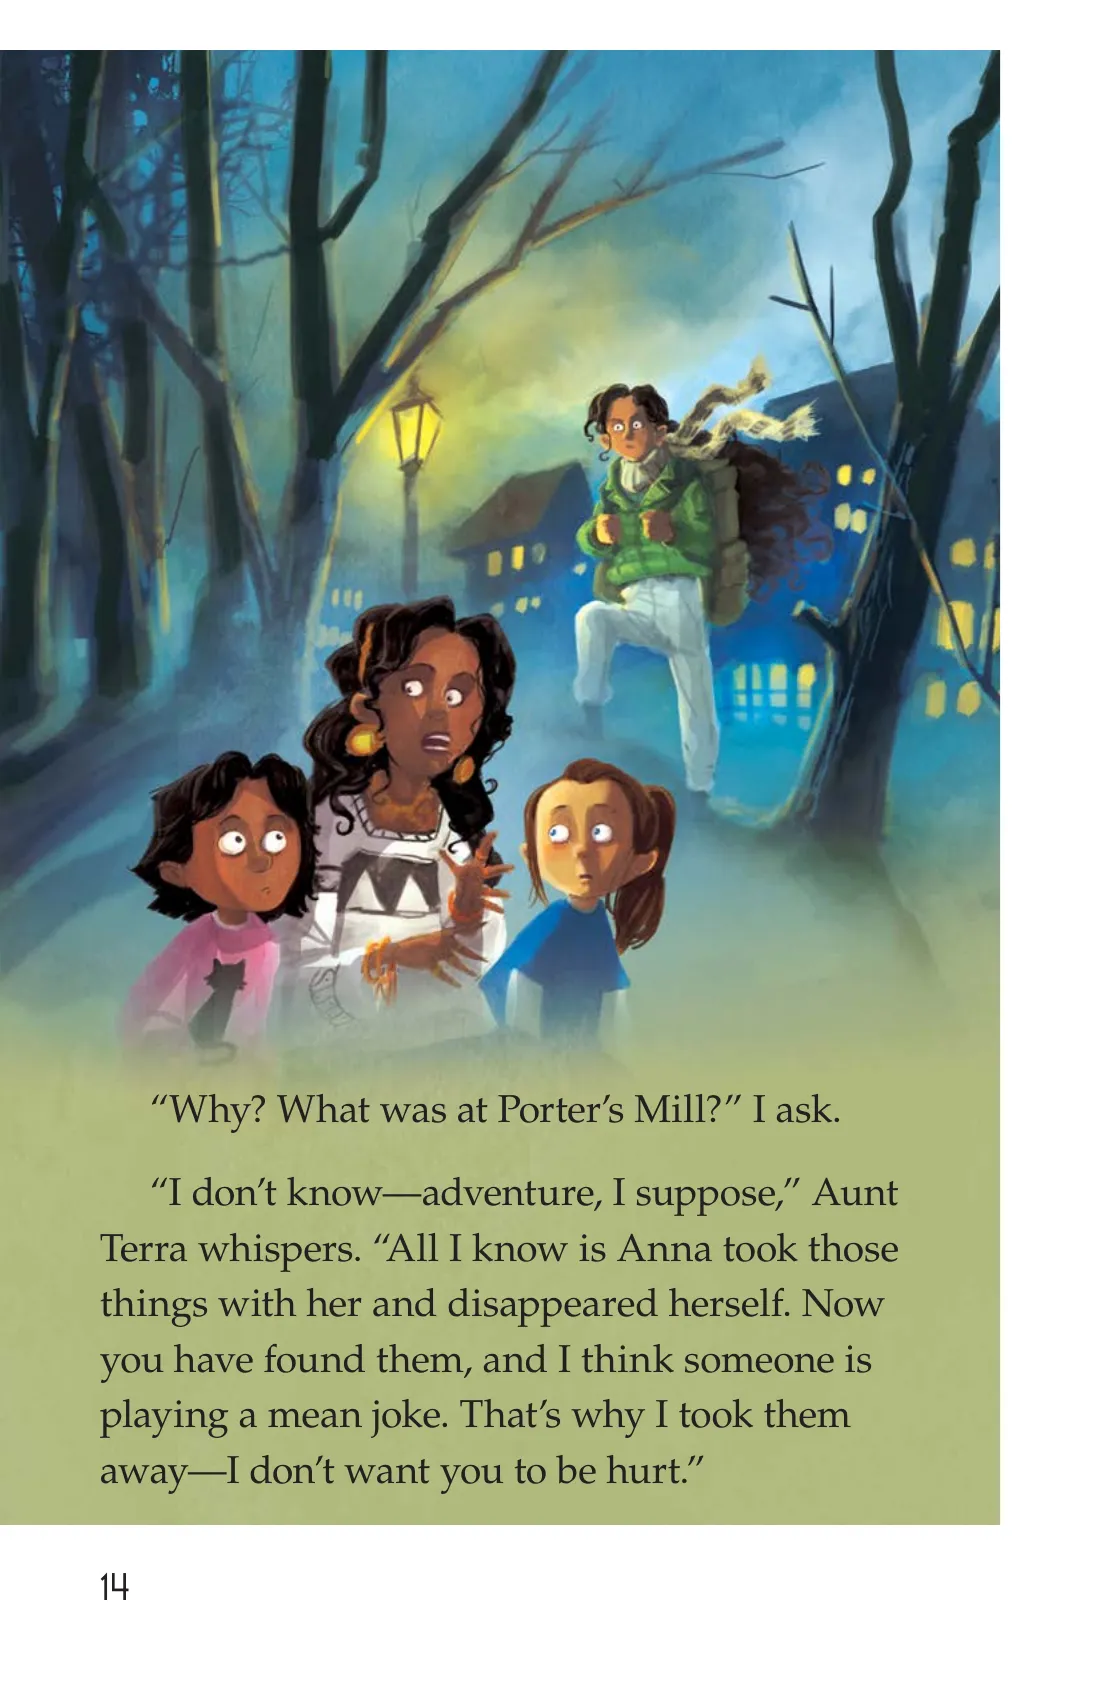 “Why? What was at Porter’s Mill?” I ask.
“I don’t know—adventure, I suppose,” Aunt
Terra whispers. “All I know is Anna took those
things with her and disappeared herself. Now
you have found them, and I think someone is
playing a mean joke. That’s why I took them
away—I don’t want you to be hurt.”
14